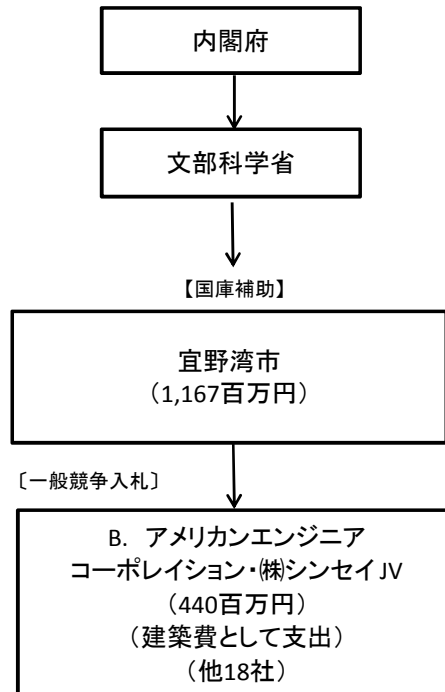 内閣府
文部科学省
【国庫補助】
宜野湾市
（1,167百万円）
〔一般競争入札〕
B. アメリカンエンジニア
コーポレイション・㈱シンセイJV
（440百万円）
（建築費として支出）
（他18社）